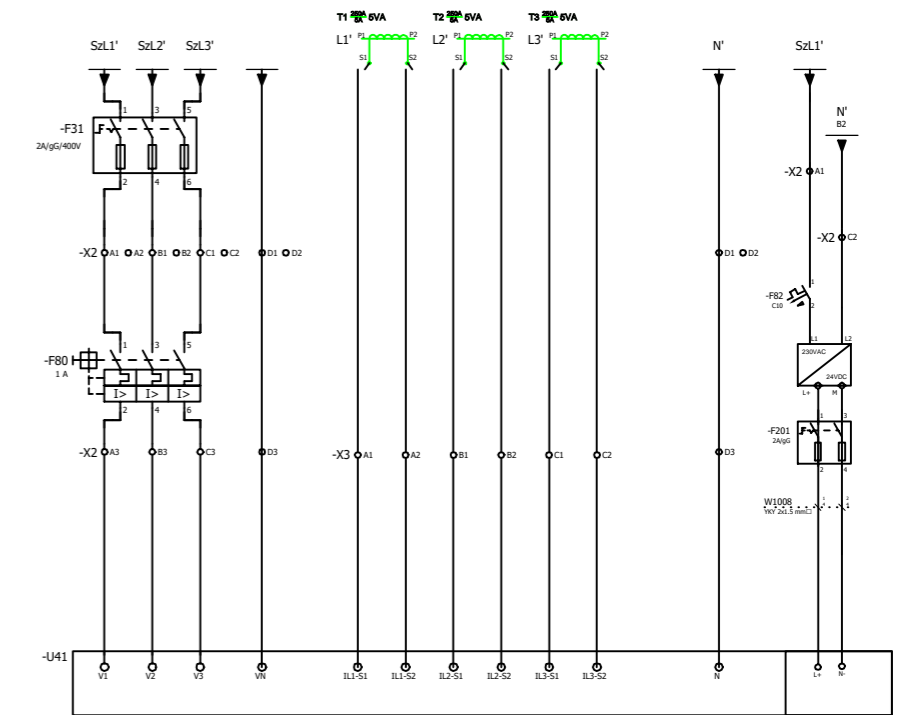 T1 250A/5A 5VA T2 250A/5A 5VA T3 250A/5A 5VA
L1' P1 P2 L2' P1 P2 L3' P1 P2
SzL1' SzL2' SzL3' N' SzL1'
S1 S2 S1 S2 S1 S2
N'
B2
1 3 5
-F31
2A/gG/400V
2 4 6
-X2 A1
-X2 C2
-X2 A1 A2 B1 B2 C1 C2 D1 D2 D1 D2
1
-F82
C10
2
1 3 5
-F80
1 A
I> I> I>
2 4 6
L1 L2
230VAC
24VDC
L+ M
1 3
-F201
2A/gG
2 4
-X2 A3 B3 C3 D3 -X3 A1 A2 B1 B2 C1 C2 D3
W1008
YKY 2x1.5 mm□
-U41
V1 V2 V3 VN IL1-S1 IL1-S2 IL2-S1 IL2-S2 IL3-S1 IL3-S2 N L+ N-